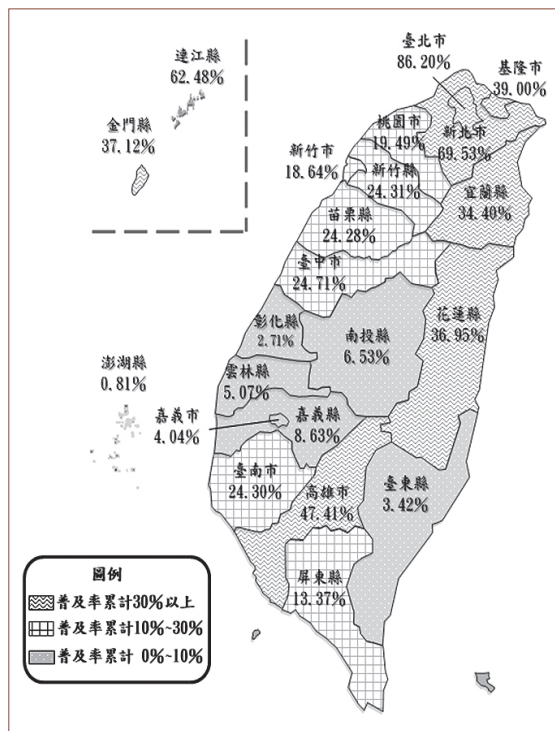 連江縣
62.48%
金門縣
37.12%
臺北市
86.20%
基隆市
39.00%
桃園市
19.49%
新北市
69.53%
新竹市
18.64%
新竹縣
24.31%
宜蘭縣
34.40%
苗栗縣
24.28%
臺中市
24.71%
花蓮縣
36.95%
彰化縣
2.71%
南投縣
6.53%
澎湖縣
0.81%
雲林縣
5.07%
嘉義市
4.04%
嘉義縣
8.63%
臺南市
24.30%
高雄市
47.41%
臺東縣
3.42%
屏東縣
13.37%
圖例
普及率累計30%以上
普及率累計10%~30%
普及率累計 0%~10%